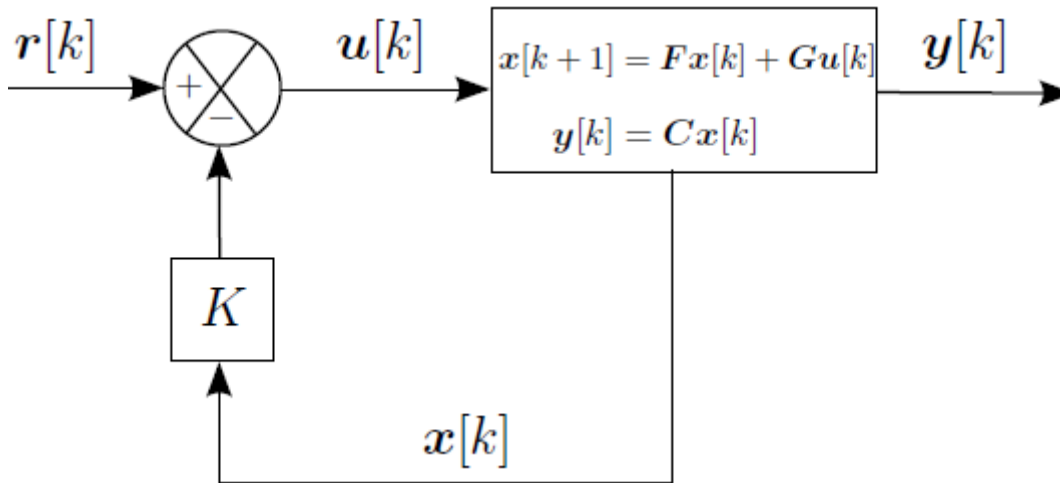 r[k]
u[k]
x[k + 1] = Fx[k] + Gu[k]
y[k] = Cx[k]
y[k]
+
−
K
x[k]